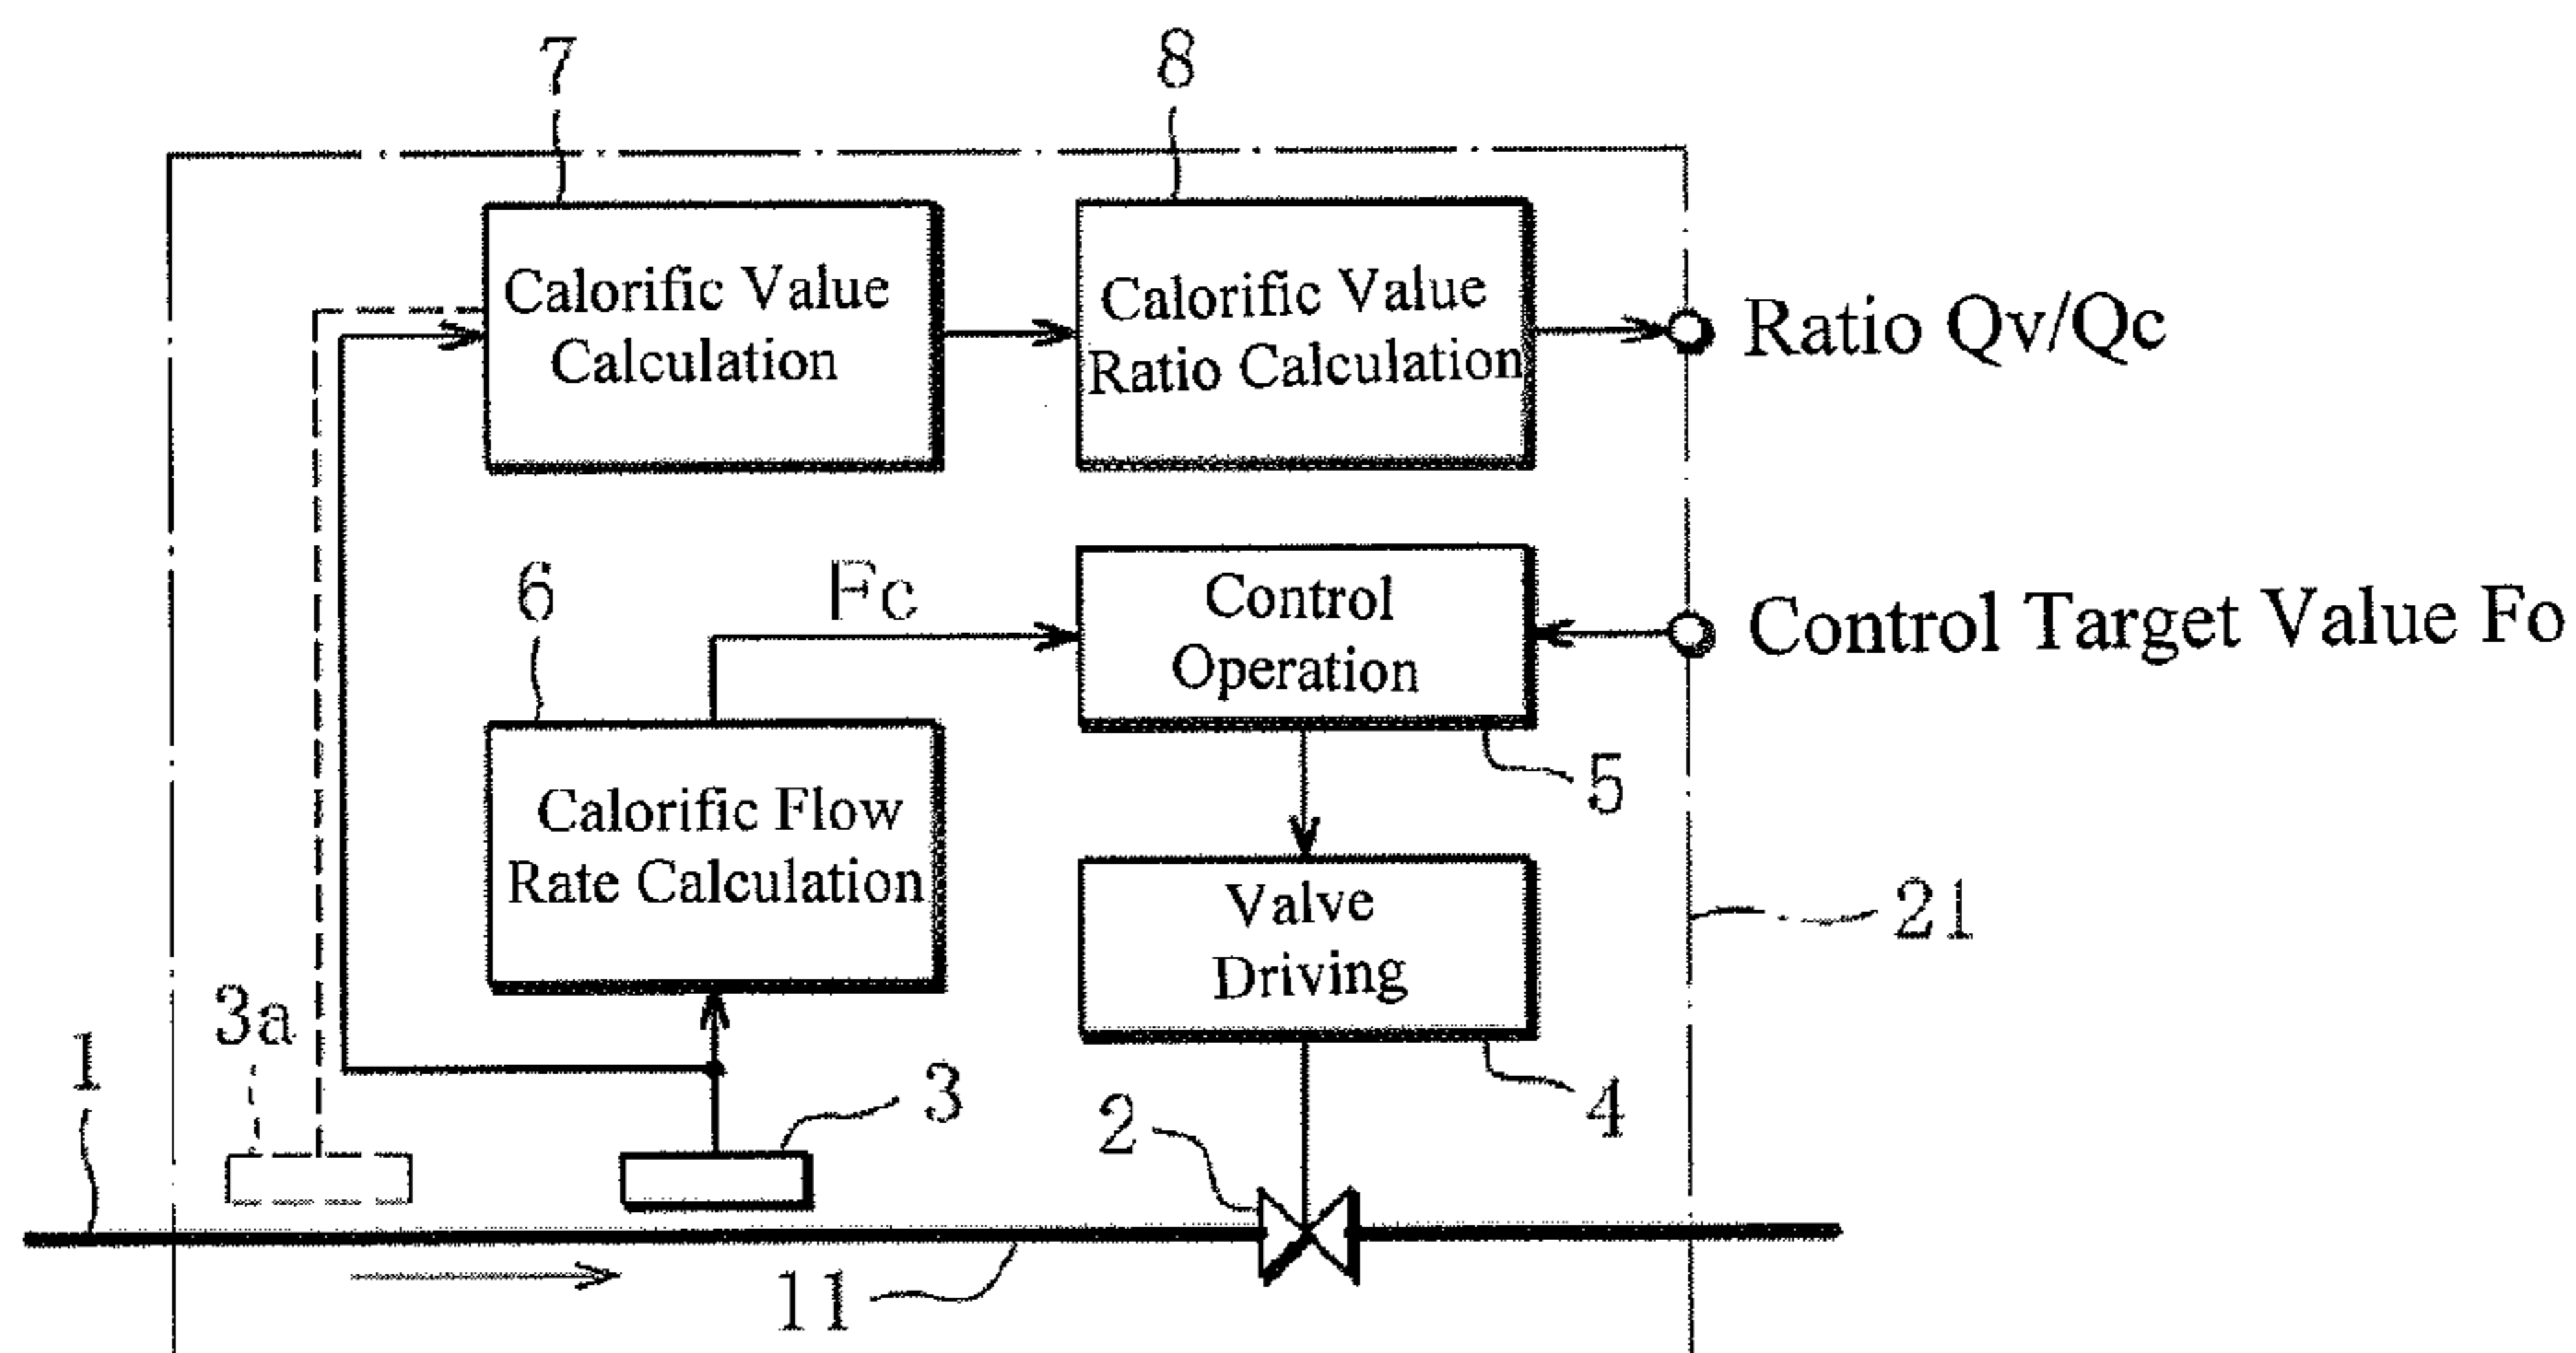 7
8
Calorific Value
Calculation
Calorific Value
Ratio Calculation
Ratio Qv/Qc
6
Fc
Control
Operation
Control Target Value Fo
5
Calorific Flow
Rate Calculation
Valve
Driving
21
3a
1
3
2
4
11